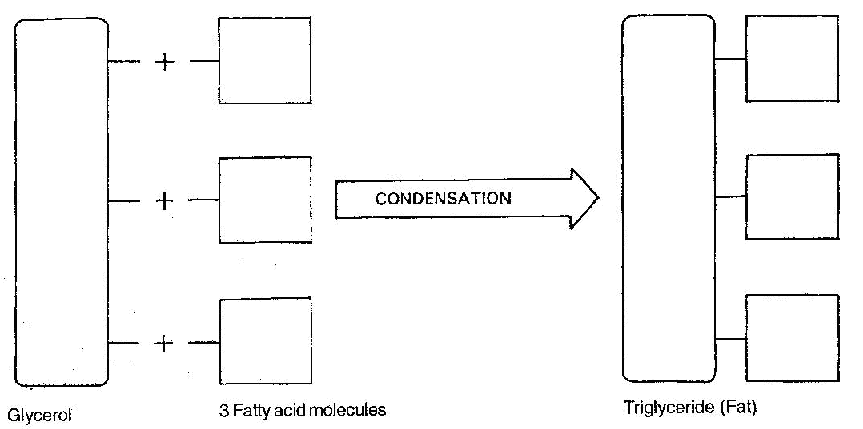 +
+
CONDENSATION
+
Glycerol
3 Fatty acid molecules
Triglyceride (Fat)